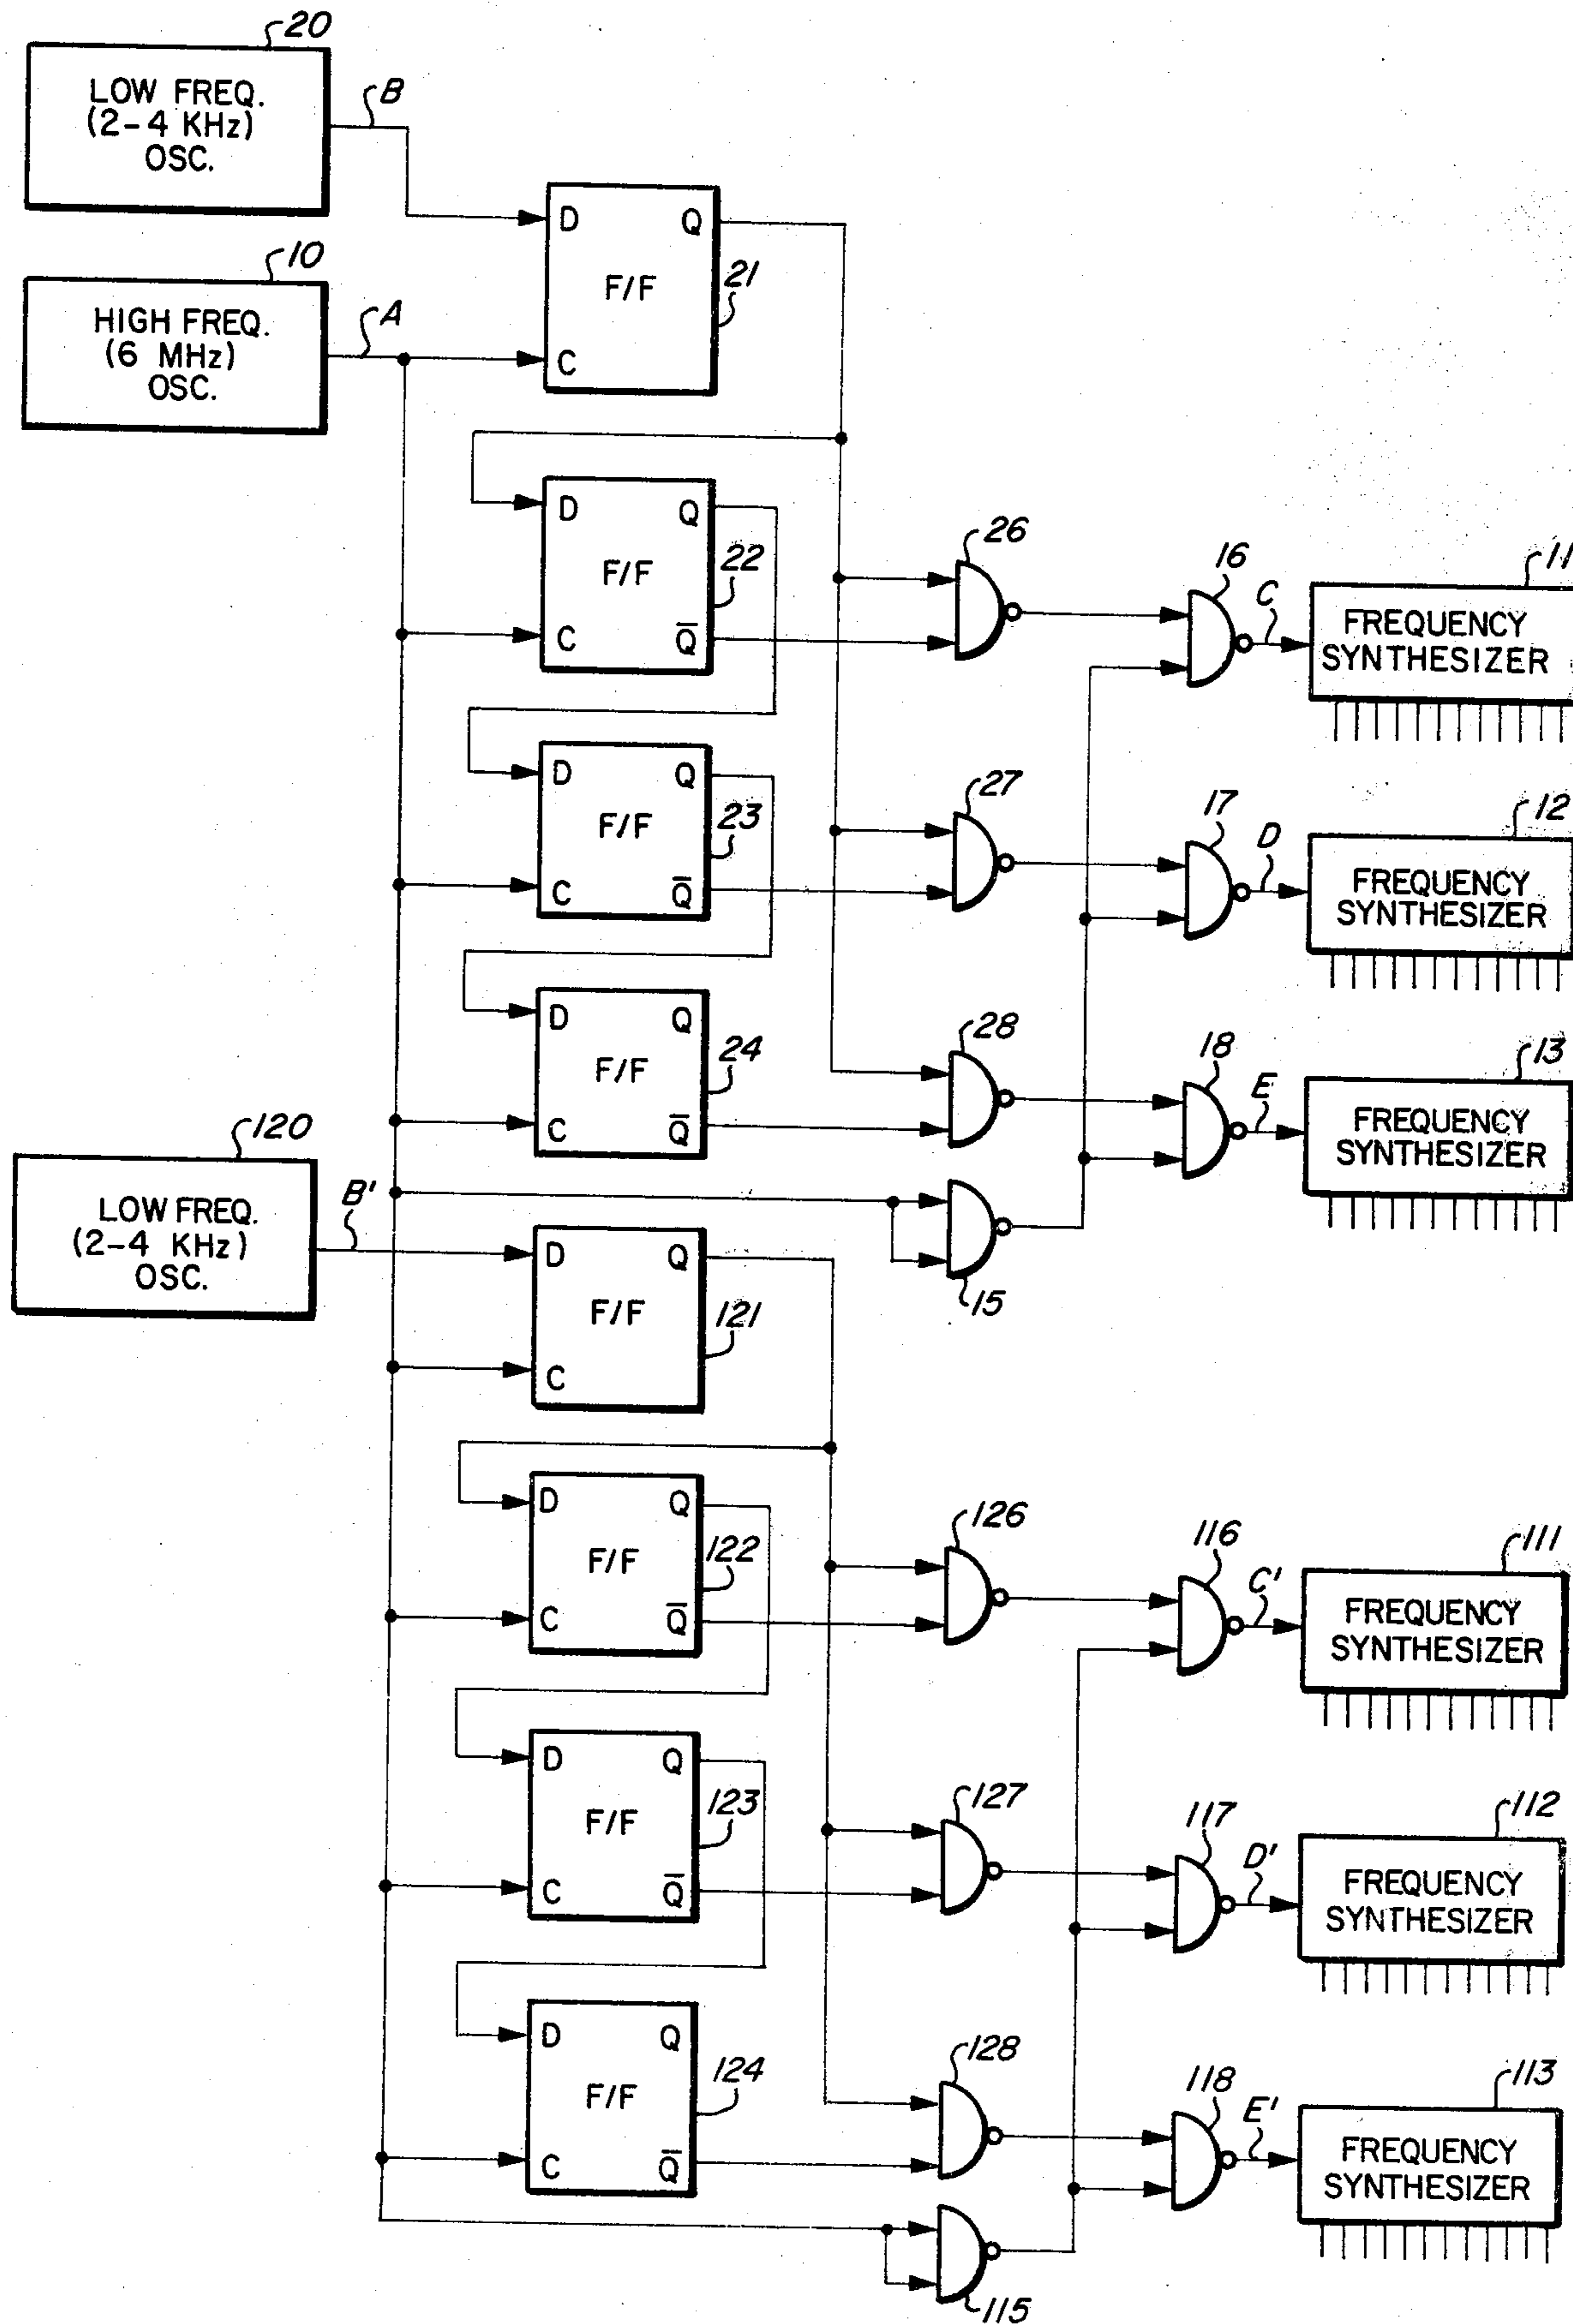 20
LOW FREQ.
(2-4 KHz)
OSC.
B
10
HIGH FREQ.
(6 MHz)
OSC.
A
D Q
F/F
C
21
D Q
F/F
C Q̅
22
26
16
C
11
FREQUENCY
SYNTHESIZER
D Q
F/F
C Q̅
23
27
17
D
12
FREQUENCY
SYNTHESIZER
D Q
F/F
C Q̅
24
28
18
E
13
FREQUENCY
SYNTHESIZER
15
120
LOW FREQ.
(2-4 KHz)
OSC.
B'
D Q
F/F
C
121
D Q
F/F
C Q̅
122
126
116
C'
111
FREQUENCY
SYNTHESIZER
D Q
F/F
C Q̅
123
127
117
D'
112
FREQUENCY
SYNTHESIZER
D Q
F/F
C Q̅
124
128
118
E'
113
FREQUENCY
SYNTHESIZER
115